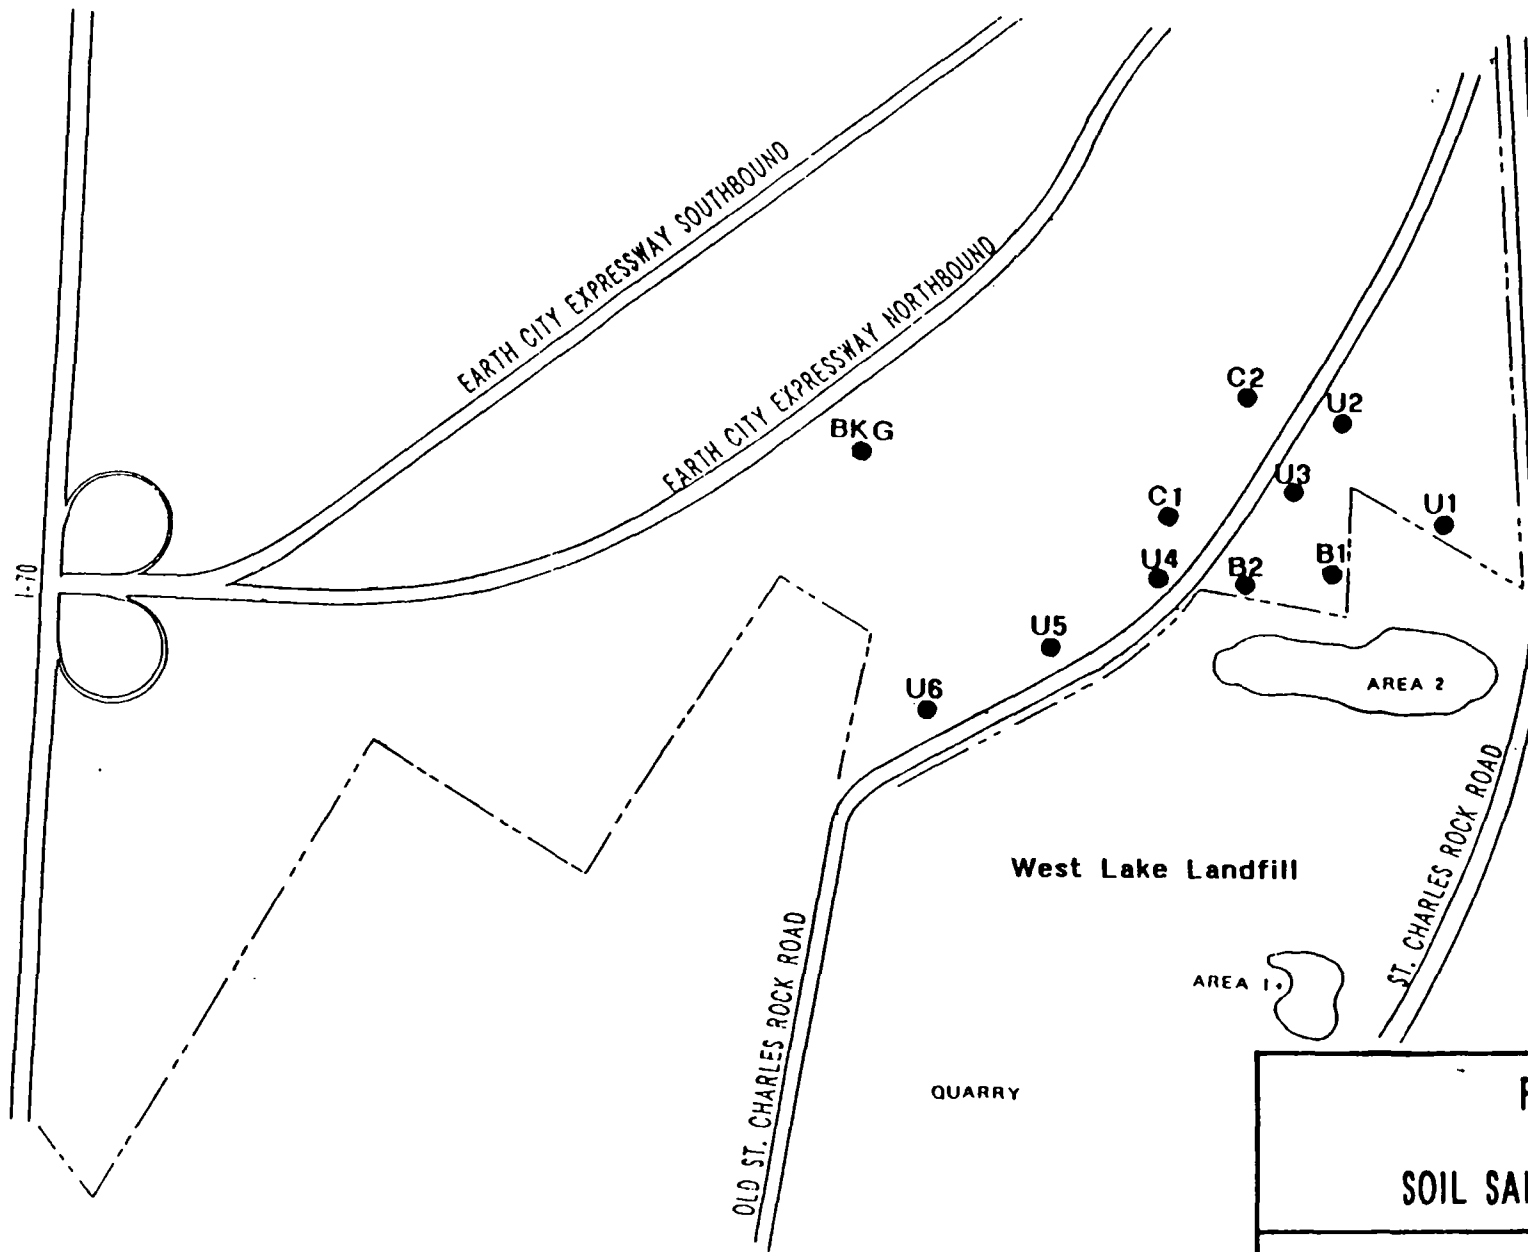 EARTH CITY EXPRESSWAY SOUTHBOUND
EARTH CITY EXPRESSWAY NORTHBOUND
BKG
C2
U2
U3
C1
U1
U4
B2
B1
I-70
U5
U6
AREA 2
West Lake Landfill
ST. CHARLES ROCK ROAD
AREA 1
OLD ST. CHARLES ROCK ROAD
QUARRY
SOIL